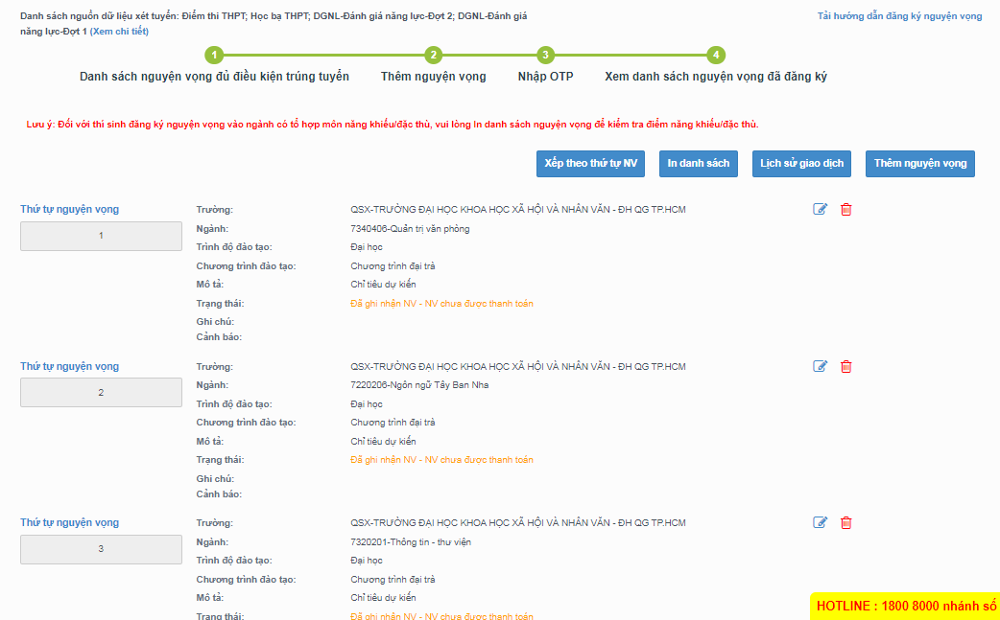 Danh sách nguồn dữ liệu xét tuyển: Điểm thi THPT; Học bạ THPT; DGNL-Đánh giá năng lực-Đợt 2; DGNL-Đánh giá
năng lực-Đợt 1 (Xem chi tiết)
Tải hướng dẫn đăng ký nguyện vọng
1 2 3 4
Danh sách nguyện vọng đủ điều kiện trúng tuyển Thêm nguyện vọng Nhập OTP Xem danh sách nguyện vọng đã đăng ký
Lưu ý: Đối với thí sinh đăng ký nguyện vọng vào ngành có tổ hợp môn năng khiếu/đặc thù, vui lòng In danh sách nguyện vọng để kiểm tra điểm năng khiếu/đặc thù.
Xếp theo thứ tự NV In danh sách Lịch sử giao dịch Thêm nguyện vọng
Thứ tự nguyện vọng
1
Trường: QSX-TRƯỜNG ĐẠI HỌC KHOA HỌC XÃ HỘI VÀ NHÂN VĂN - ĐH QG TP.HCM
Ngành: 7340406-Quản trị văn phòng
Trình độ đào tạo: Đại học
Chương trình đào tạo: Chương trình đại trà
Mô tả: Chỉ tiêu dự kiến
Trạng thái: Đã ghi nhận NV - NV chưa được thanh toán
Ghi chú:
Cảnh báo:
Thứ tự nguyện vọng
2
Trường: QSX-TRƯỜNG ĐẠI HỌC KHOA HỌC XÃ HỘI VÀ NHÂN VĂN - ĐH QG TP.HCM
Ngành: 7220206-Ngôn ngữ Tây Ban Nha
Trình độ đào tạo: Đại học
Chương trình đào tạo: Chương trình đại trà
Mô tả: Chỉ tiêu dự kiến
Trạng thái: Đã ghi nhận NV - NV chưa được thanh toán
Ghi chú:
Cảnh báo:
Thứ tự nguyện vọng
3
Trường: QSX-TRƯỜNG ĐẠI HỌC KHOA HỌC XÃ HỘI VÀ NHÂN VĂN - ĐH QG TP.HCM
Ngành: 7320201-Thông tin - thư viện
Trình độ đào tạo: Đại học
Chương trình đào tạo: Chương trình đại trà
Mô tả: Chỉ tiêu dự kiến
Trạng thái: Đã ghi nhận NV - NV chưa được thanh toán
HOTLINE : 1800 8000 nhánh số